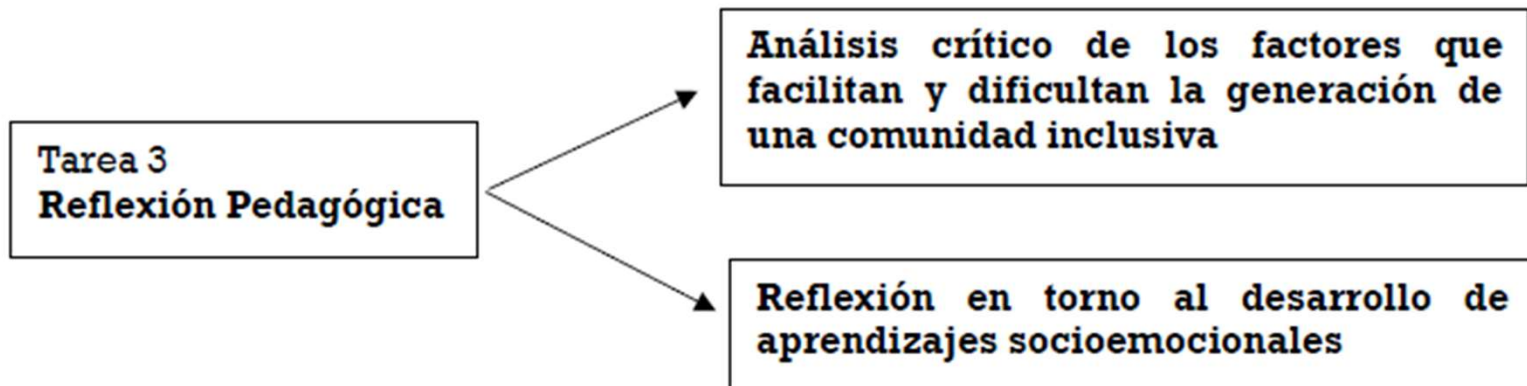 Tarea 3
Reflexión Pedagógica
Análisis crítico de los factores que
facilitan y dificultan la generación de
una comunidad inclusiva
Reflexión en torno al desarrollo de
aprendizajes socioemocionales